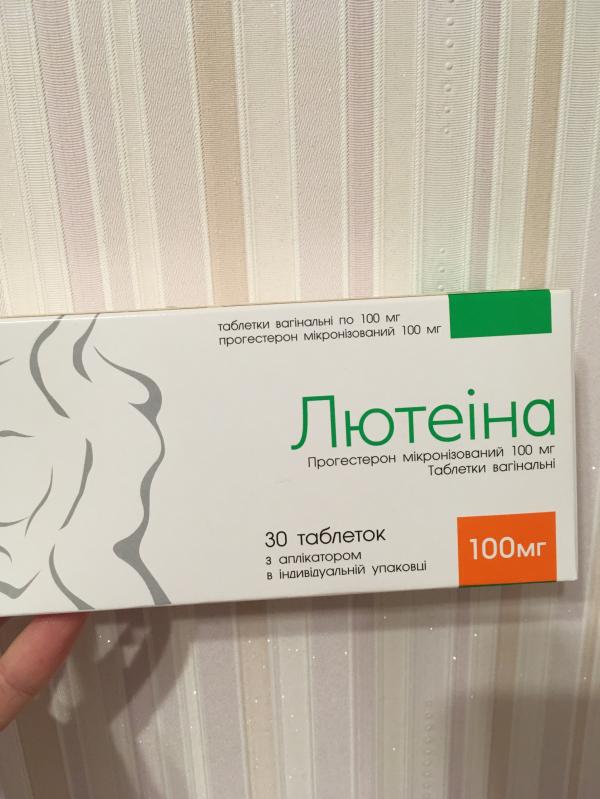 таблетки вагінальні по 100 мг
прогестерон мікронізований 100 мг
Лютеіна
Прогестерон мікронізований 100 мг
Таблетки вагінальні
30 таблеток
з аплікатором
в індивідуальній упаковці
100мг